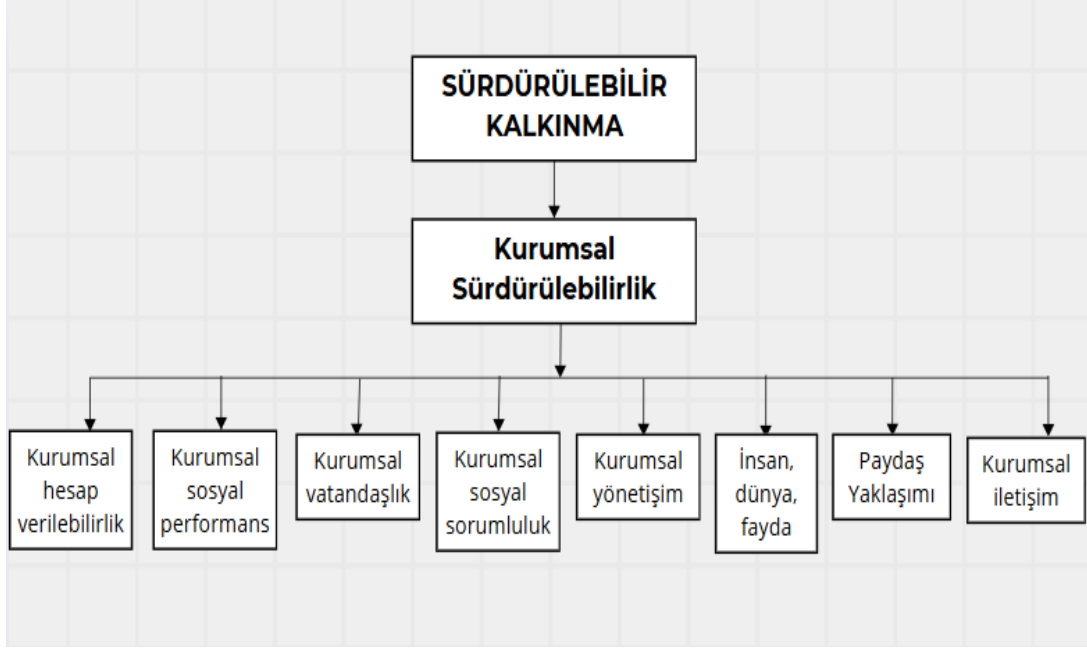 SÜRDÜRÜLEBİLİR
KALKINMA
Kurumsal
Sürdürülebilirlik
Kurumsal
hesap
verilebilirlik
Kurumsal
sosyal
performans
Kurumsal
vatandaşlık
Kurumsal
sosyal
sorumluluk
Kurumsal
yönetişim
İnsan,
dünya,
fayda
Paydaş
Yaklaşımı
Kurumsal
iletişim